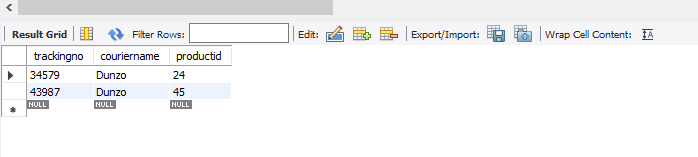 Result Grid Filter Rows: Edit: Export/Import: Wrap Cell Content: IA
trackingno couriername productid
34579 Dunzo 24
43987 Dunzo 45
NULL NULL NULL